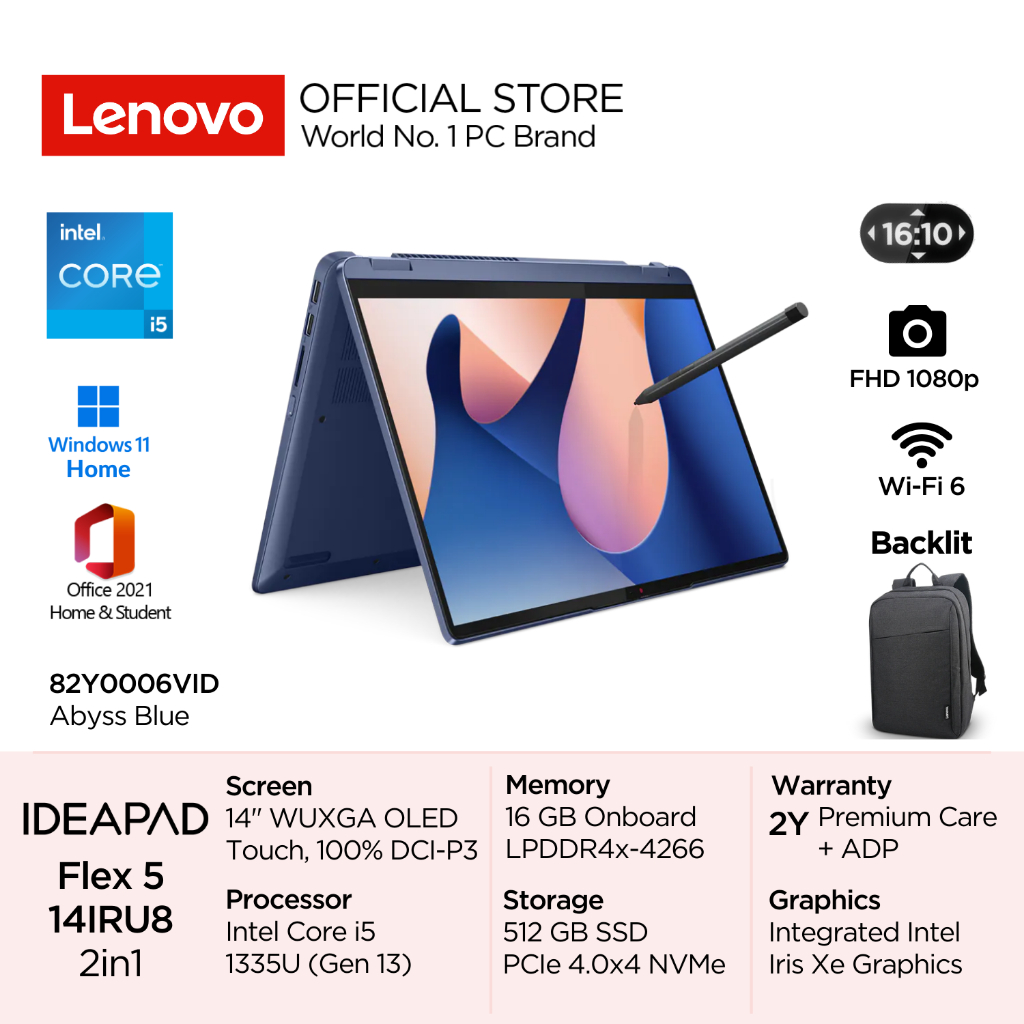 Lenovo
OFFICIAL STORE
World No. 1 PC Brand
intel
CORE
i5
Windows 11
Home
Office 2021
Home & Student
82Y0006VID
Abyss Blue
16:10
FHD 1080p
Wi-Fi 6
Backlit
IDEAPAD
Flex 5
14IRU8
2in1
Screen
14" WUXGA OLED
Touch, 100% DCI-P3
Processor
Intel Core i5
1335U (Gen 13)
Memory
16 GB Onboard
LPDDR4x-4266
Storage
512 GB SSD
PCIe 4.0x4 NVMe
Warranty
2Y Premium Care
+ ADP
Graphics
Integrated Intel
Iris Xe Graphics